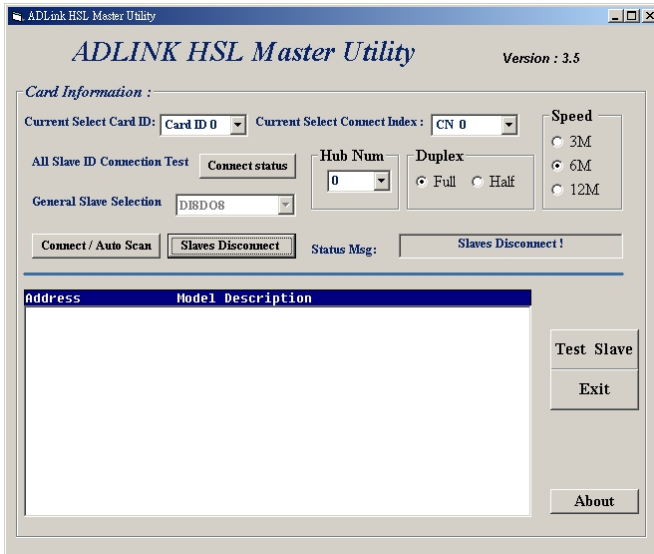 ADLink HSL Master Utility
ADLINK HSL Master Utility
Version : 3.5
Card Information :
Current Select Card ID: Card ID 0 Current Select Connect Index : CN 0
Speed
3M
6M
12M
All Slave ID Connection Test Connect status
Hub Num
0
Duplex
Full Half
General Slave Selection DI8DO8
Connect / Auto Scan Slaves Disconnect Status Msg: Slaves Disconnect !
Address Model Description
Test Slave
Exit
About